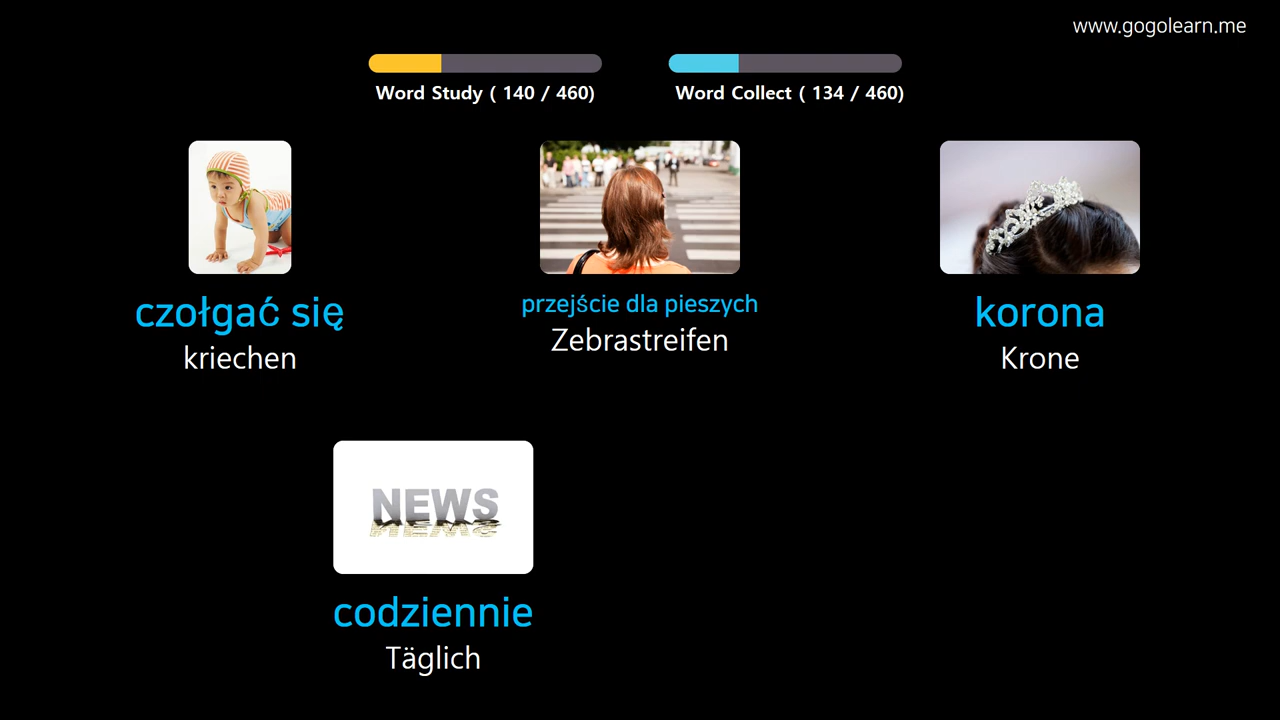 www.gogolearn.me
Word Study ( 140 / 460)
Word Collect ( 134 / 460)
czołgać się
kriechen
przejście dla pieszych
Zebrastreifen
korona
Krone
NEWS
codziennie
Täglich